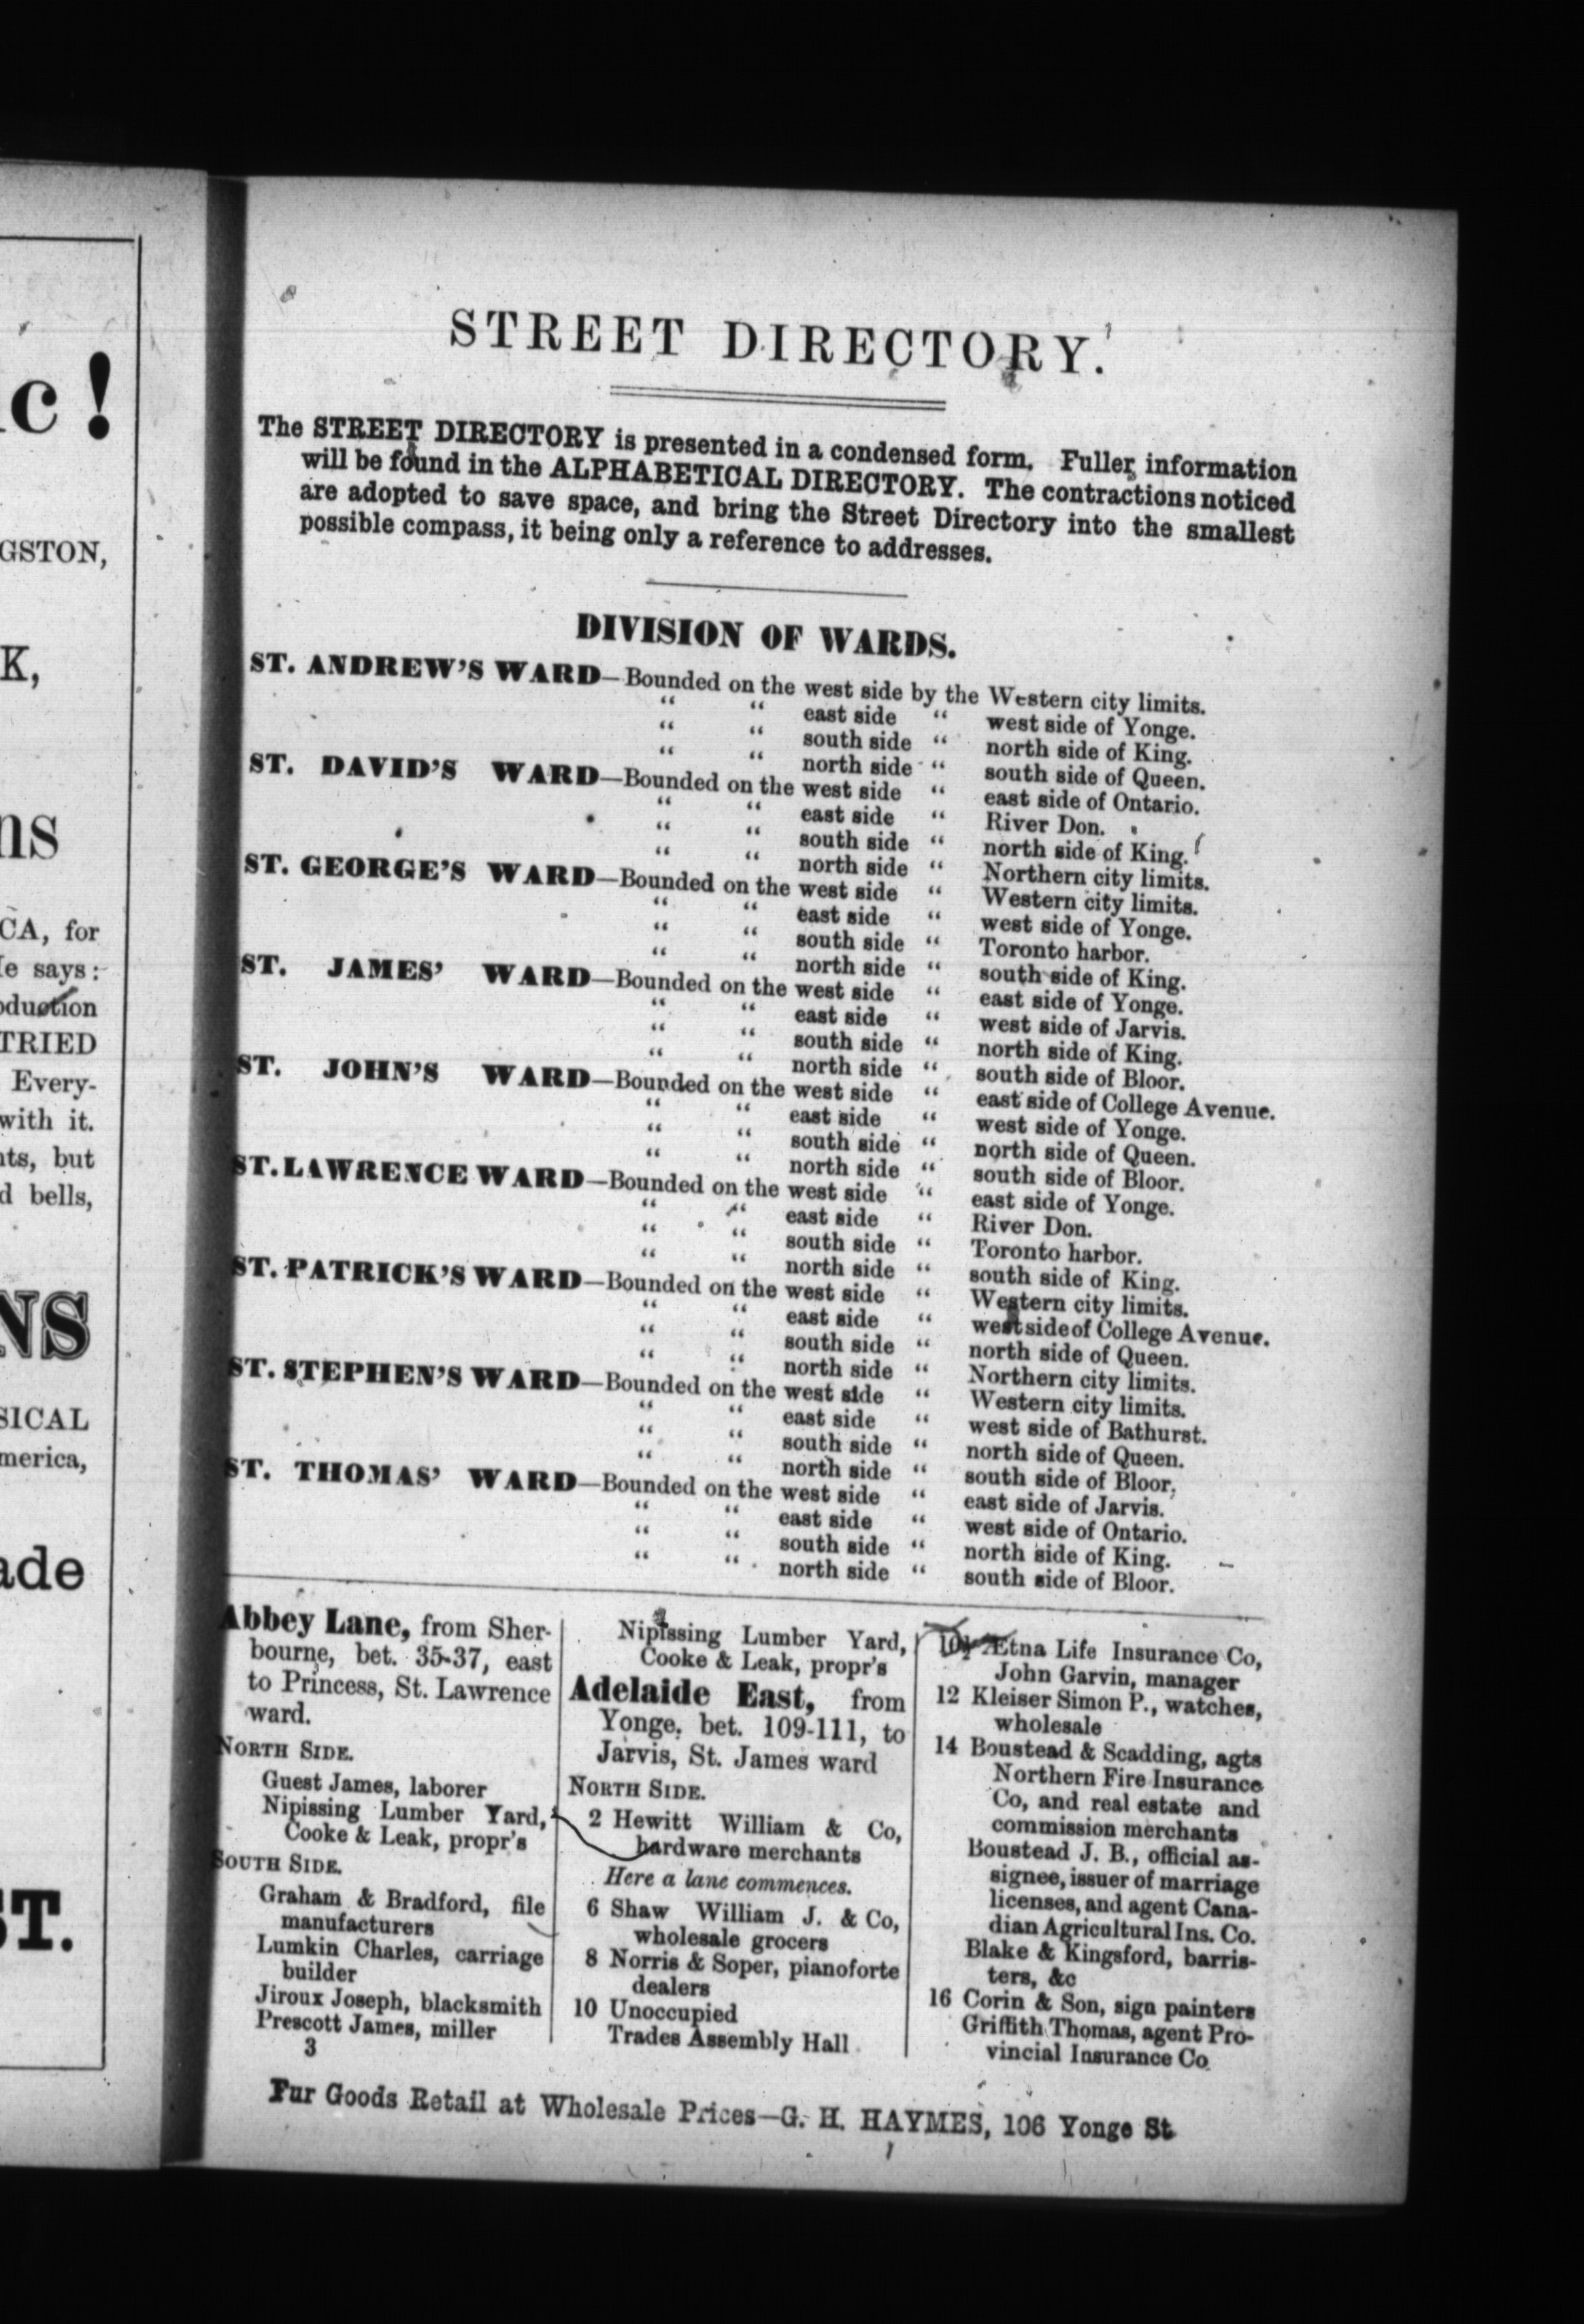 c!
GSTON,
K,
ns
CA, for
e says:
oduction
TRIED
Every-
with it.
nts, but
d bells,
NS
SICAL
merica,
ade
ST.
STREET DIRECTORY.
The STREET DIRECTORY is presented in a condensed form. Fuller information
will be found in the ALPHABETICAL DIRECTORY. The contractions noticed
are adopted to save space, and bring the Street Directory into the smallest
possible compass, it being only a reference to addresses.
DIVISION OF WARDS.
ST. ANDREW'S WARD—Bounded on the west side by the Western city limits.
“ “ east side “ west side of Yonge.
“ “ south side “ north side of King.
“ “ north side “ south side of Queen.
ST. DAVID'S WARD—Bounded on the west side “ east side of Ontario.
“ “ east side “ River Don.
“ “ south side “ north side of King.
“ “ north side “ Northern city limits.
ST. GEORGE'S WARD—Bounded on the west side “ Western city limits.
“ “ east side “ west side of Yonge.
“ “ south side “ Toronto harbor.
“ “ north side “ south side of King.
ST. JAMES' WARD—Bounded on the west side “ east side of Yonge.
“ “ east side “ west side of Jarvis.
“ “ south side “ north side of King.
“ “ north side “ south side of Bloor.
ST. JOHN'S WARD—Bounded on the west side “ east side of College Avenue.
“ “ east side “ west side of Yonge.
“ “ south side “ north side of Queen.
“ “ north side “ south side of Bloor.
ST. LAWRENCE WARD—Bounded on the west side “ east side of Yonge.
“ “ east side “ River Don.
“ “ south side “ Toronto harbor.
“ “ north side “ south side of King.
ST. PATRICK'S WARD—Bounded on the west side “ Western city limits.
“ “ east side “ west side of College Avenue.
“ “ south side “ north side of Queen.
“ “ north side “ Northern city limits.
ST. STEPHEN'S WARD—Bounded on the west side “ Western city limits.
“ “ east side “ west side of Bathurst.
“ “ south side “ north side of Queen.
“ “ north side “ south side of Bloor.
ST. THOMAS' WARD—Bounded on the west side “ east side of Jarvis.
“ “ east side “ west side of Ontario.
“ “ south side “ north side of King.
“ “ north side “ south side of Bloor.
Abbey Lane, from Sher-
bourne, bet. 35-37, east
to Princess, St. Lawrence
ward.
NORTH SIDE.
Guest James, laborer
Nipissing Lumber Yard,
Cooke & Leak, propr's
SOUTH SIDE.
Graham & Bradford, file
manufacturers
Lumkin Charles, carriage
builder
Jiroux Joseph, blacksmith
Prescott James, miller
3
Nipissing Lumber Yard,
Cooke & Leak, propr's
Adelaide East, from
Yonge, bet. 109-111, to
Jarvis, St. James ward
NORTH SIDE.
2 Hewitt William & Co,
hardware merchants
Here a lane commences.
6 Shaw William J. & Co,
wholesale grocers
8 Norris & Soper, pianoforte
dealers
10 Unoccupied
Trades Assembly Hall
Ætna Life Insurance Co,
John Garvin, manager
12 Kleiser Simon P., watches,
wholesale
14 Boustead & Scadding, agts
Northern Fire Insurance
Co, and real estate and
commission merchants
Boustead J. B., official as-
signee, issuer of marriage
licenses, and agent Cana-
dian Agricultural Ins. Co.
Blake & Kingsford, barris-
ters, &c
16 Corin & Son, sign painters
Griffith Thomas, agent Pro-
vincial Insurance Co
Fur Goods Retail at Wholesale Prices—G. H. HAYMES, 106 Yonge St